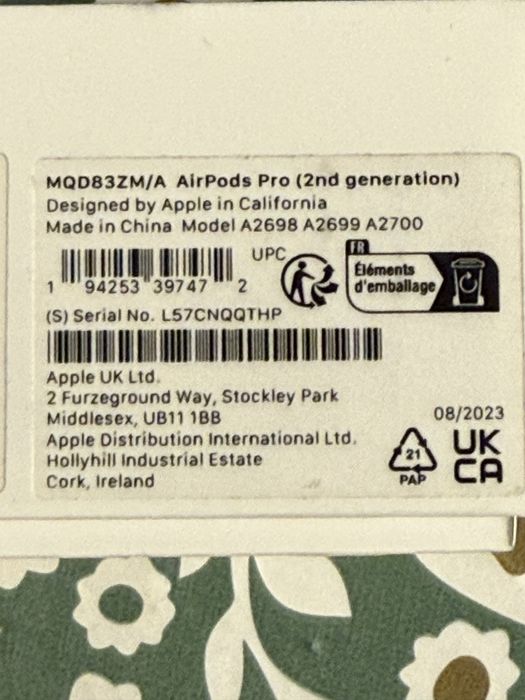 MQD83ZM/A AirPods Pro (2nd generation)
Designed by Apple in California
Made in China Model A2698 A2699 A2700
UPC
1 94253 39747 2
FR
Éléments
d'emballage
(S) Serial No. L57CNQQTHP
Apple UK Ltd.
2 Furzeground Way, Stockley Park
Middlesex, UB11 1BB
Apple Distribution International Ltd.
Hollyhill Industrial Estate
Cork, Ireland
08/2023
21
PAP
UK
CA